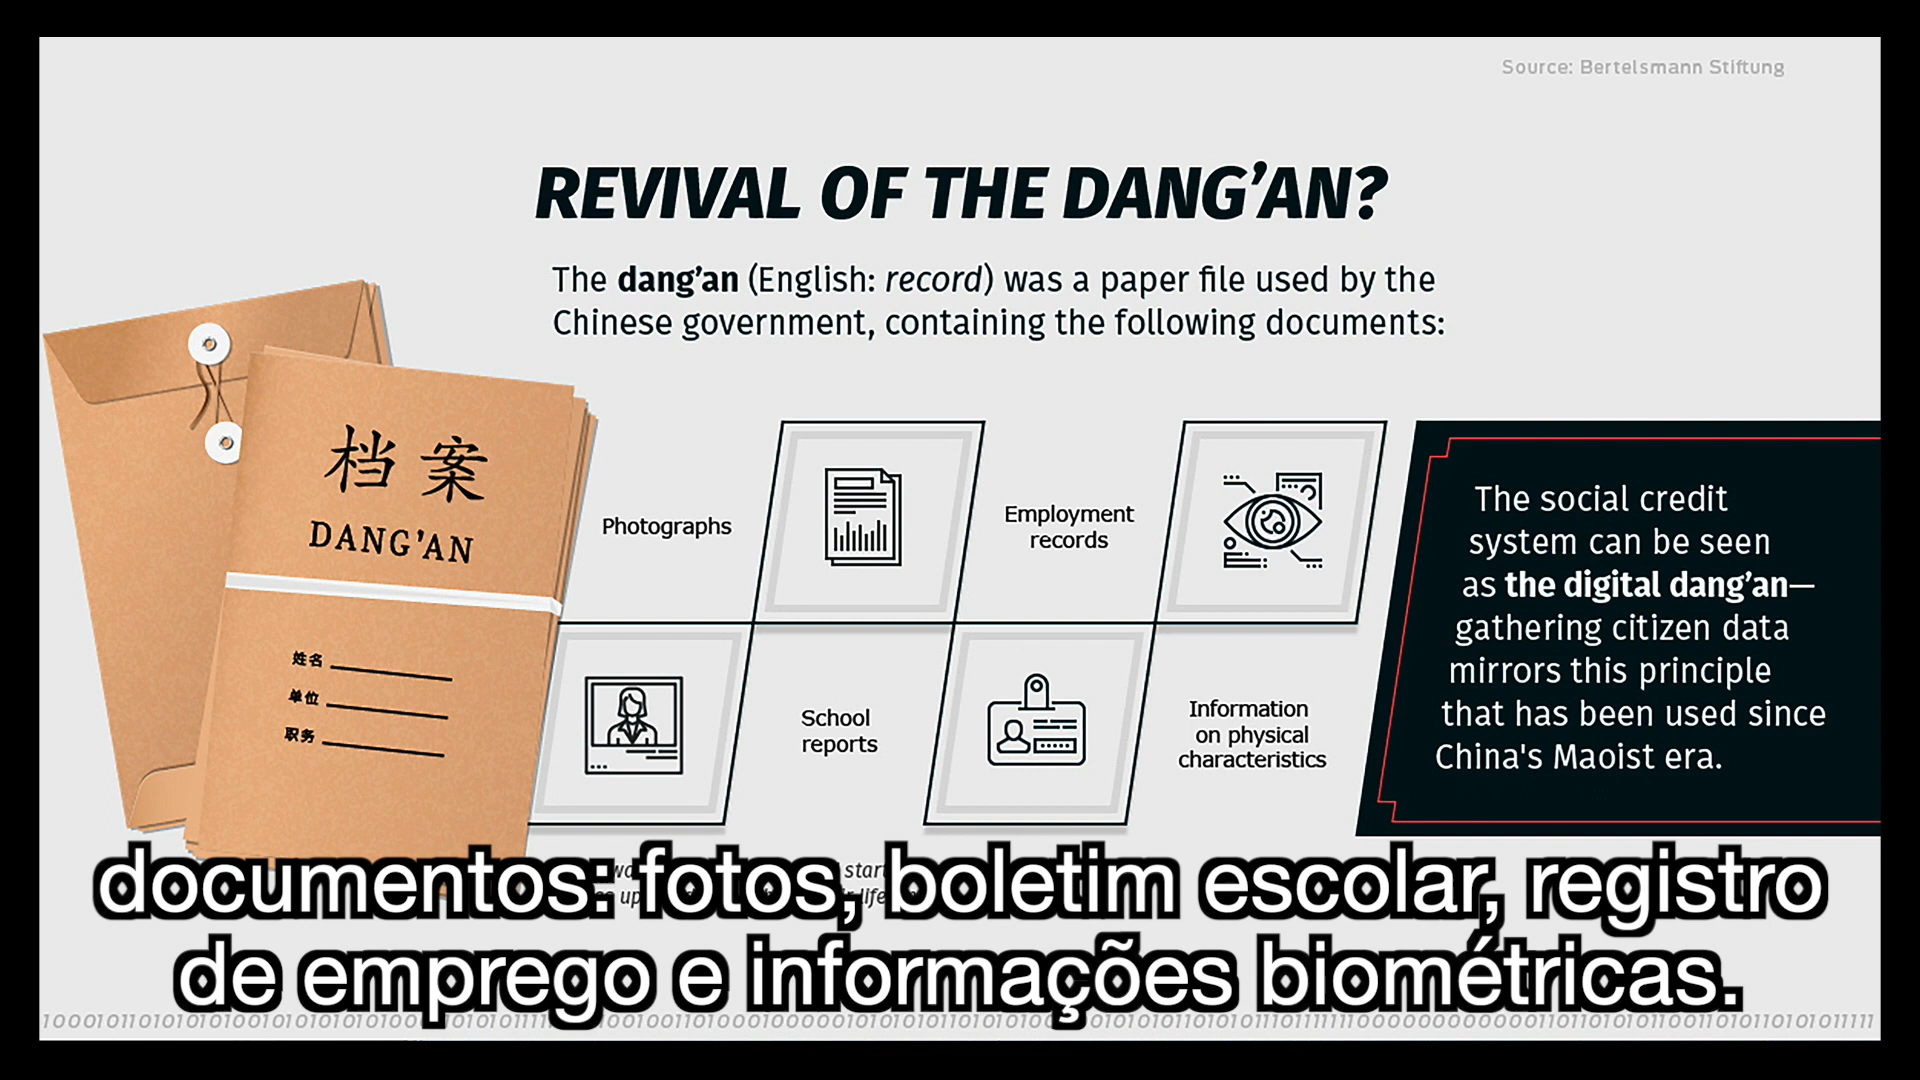 Source: Bertelsmann Stiftung
REVIVAL OF THE DANG’AN?
The dang’an (English: record) was a paper file used by the
Chinese government, containing the following documents:
档案
DANG’AN
姓名
单位
职务
Photographs
Employment
records
School
reports
Information
on physical
characteristics
The social credit
system can be seen
as the digital dang’an—
gathering citizen data
mirrors this principle
that has been used since
China's Maoist era.
documentos: fotos, boletim escolar, registro
de emprego e informações biométricas.